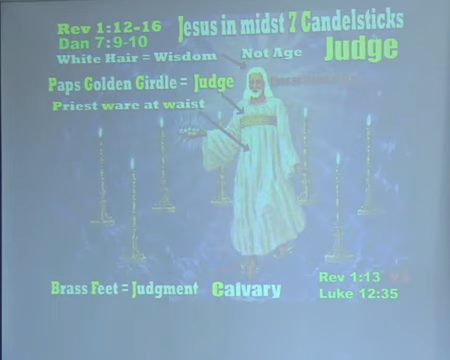 Rev 1:12-16 Jesus in midst 7 Candelsticks
Dan 7:9-10 Judge
White Hair = Wisdom Not Age
Paps Golden Girdle = Judge
Priest ware at waist
Brass Feet = Judgment Calvary
Rev 1:13
Luke 12:35